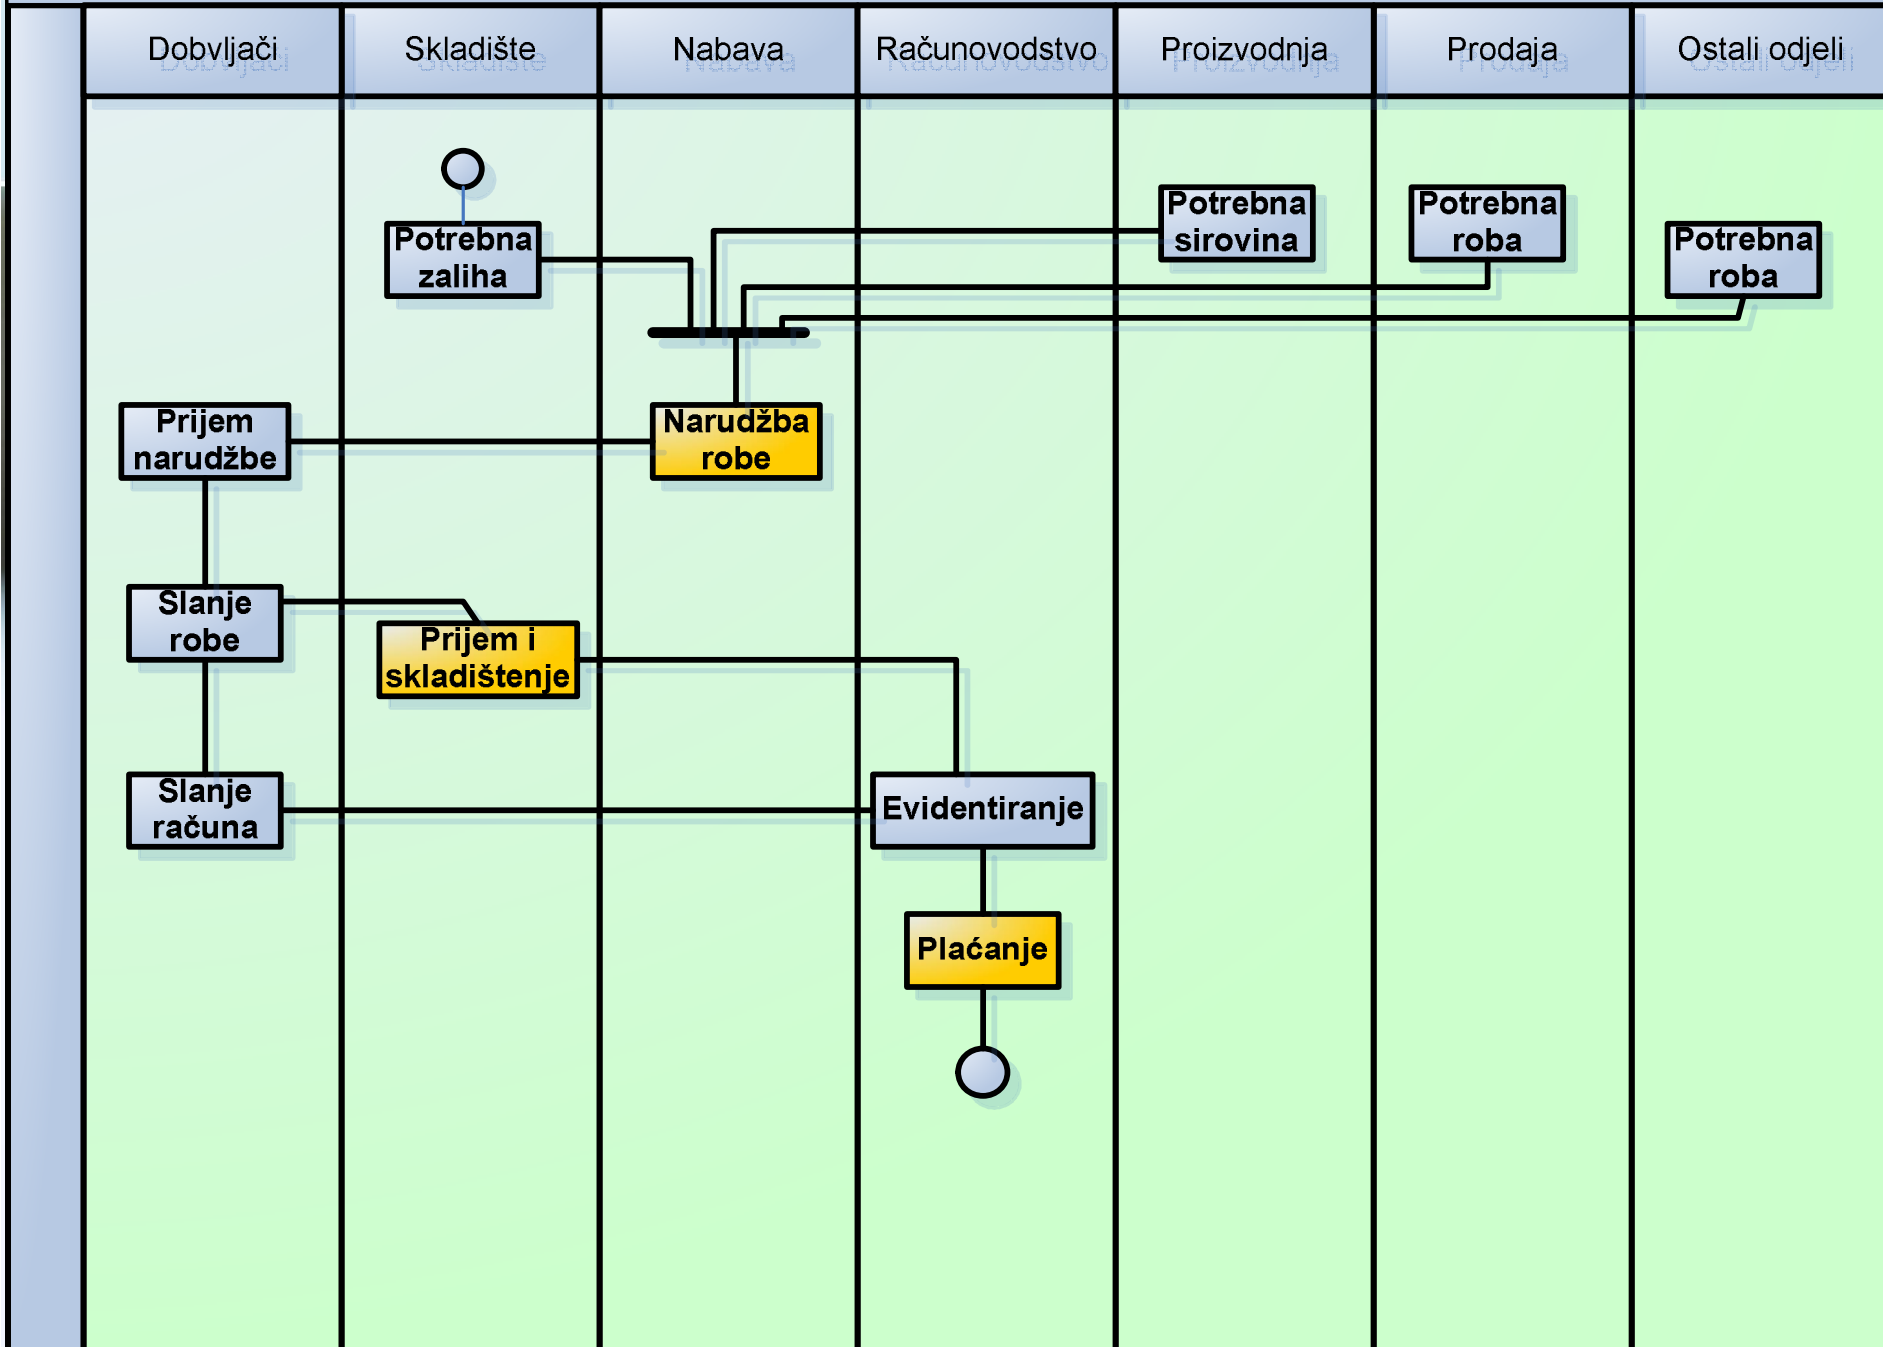 Dobvljači
Skladište
Nabava
Računovodstvo
Proizvodnja
Prodaja
Ostali odjeli
Potrebna
zaliha
Potrebna
sirovina
Potrebna
roba
Potrebna
roba
Prijem
narudžbe
Narudžba
robe
Slanje
robe
Prijem i
skladištenje
Slanje
računa
Evidentiranje
Plaćanje